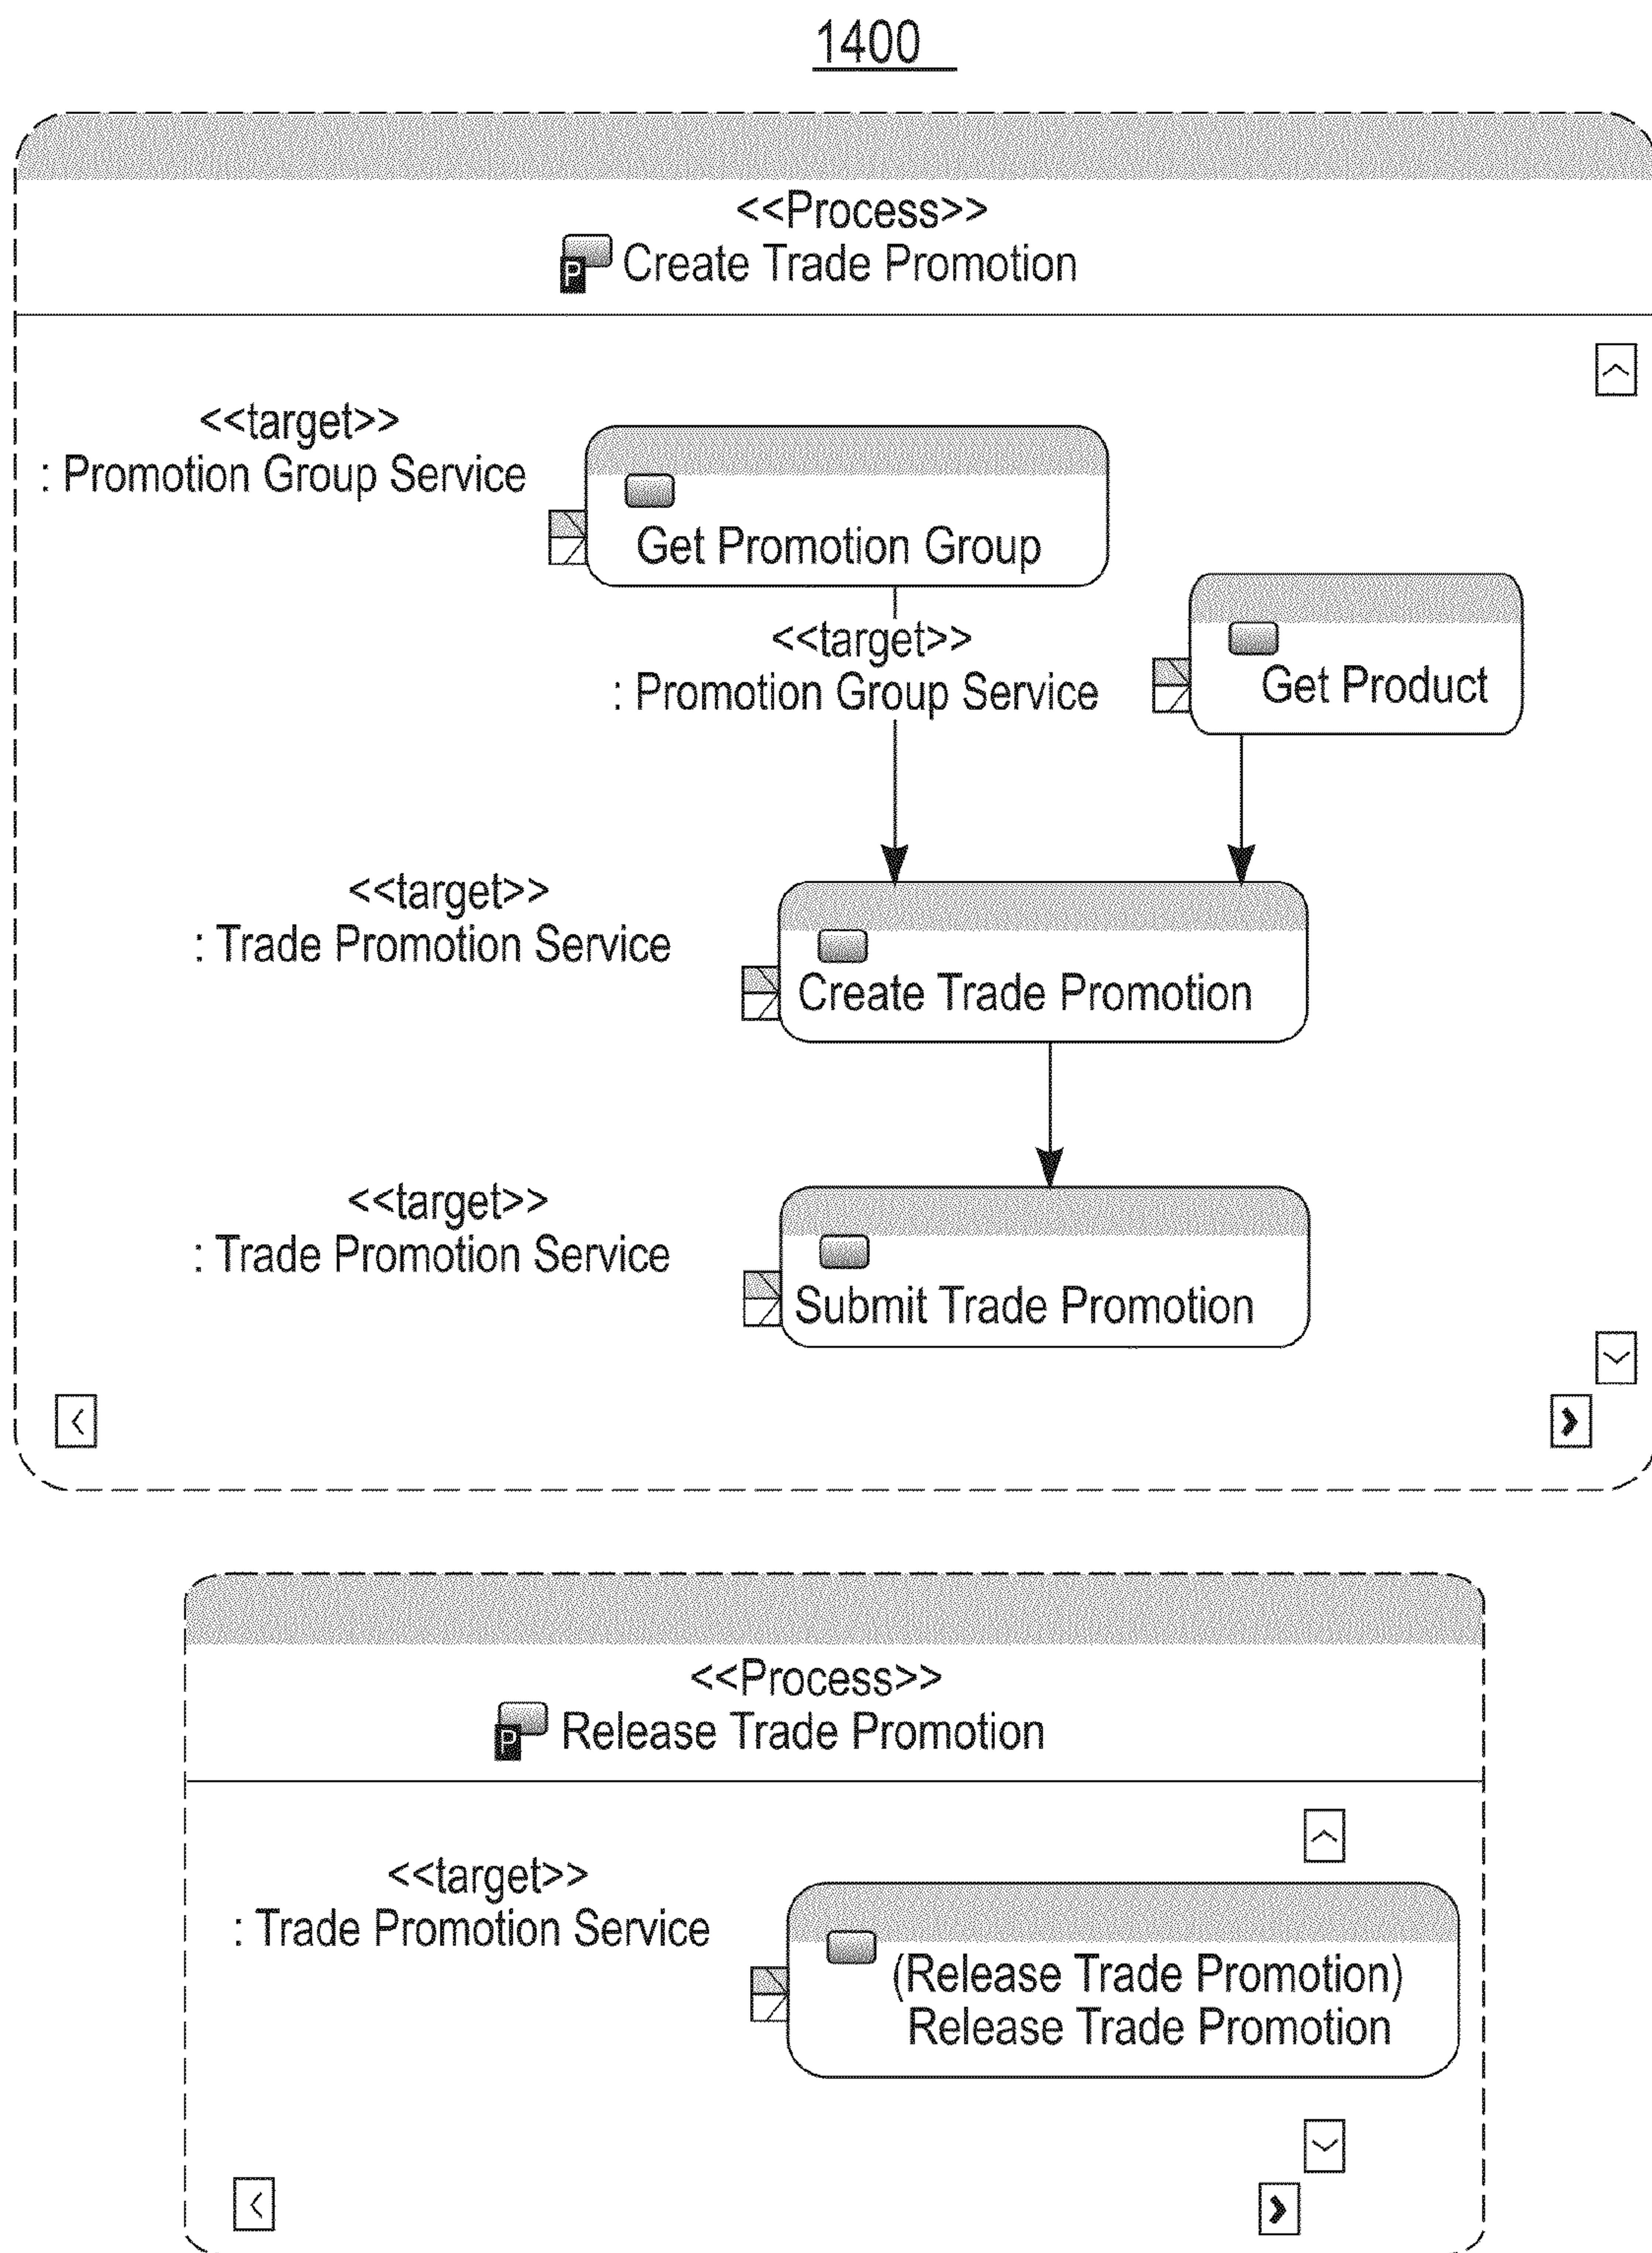 1400
<<Process>>
P Create Trade Promotion
<<target>>
: Promotion Group Service
Get Promotion Group
<<target>>
: Promotion Group Service
Get Product
<<target>>
: Trade Promotion Service
Create Trade Promotion
<<target>>
: Trade Promotion Service
Submit Trade Promotion
<<Process>>
P Release Trade Promotion
<<target>>
: Trade Promotion Service
(Release Trade Promotion)
Release Trade Promotion